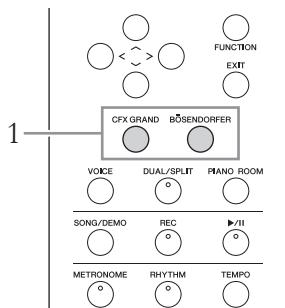 FUNCTION
< >
EXIT
CFX GRAND BÖSENDORFER
1
VOICE DUAL/SPLIT PIANO ROOM
SONG/DEMO REC ►/II
METRONOME RHYTHM TEMPO